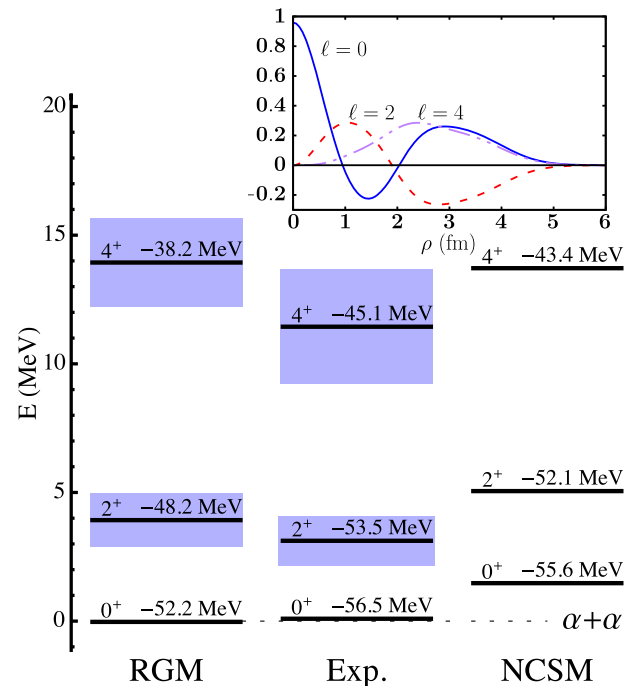 1
0.8
0.6
0.4
0.2
0
-0.2
ℓ = 0
ℓ = 2
ℓ = 4
0 1 2 3 4 5 6
ρ (fm)
20
15
10
5
0
E (MeV)
4⁺ −38.2 MeV
2⁺ −48.2 MeV
0⁺ −52.2 MeV
4⁺ −45.1 MeV
2⁺ −53.5 MeV
0⁺ −56.5 MeV
4⁺ −43.4 MeV
2⁺ −52.1 MeV
0⁺ −55.6 MeV
α+α
RGM Exp. NCSM